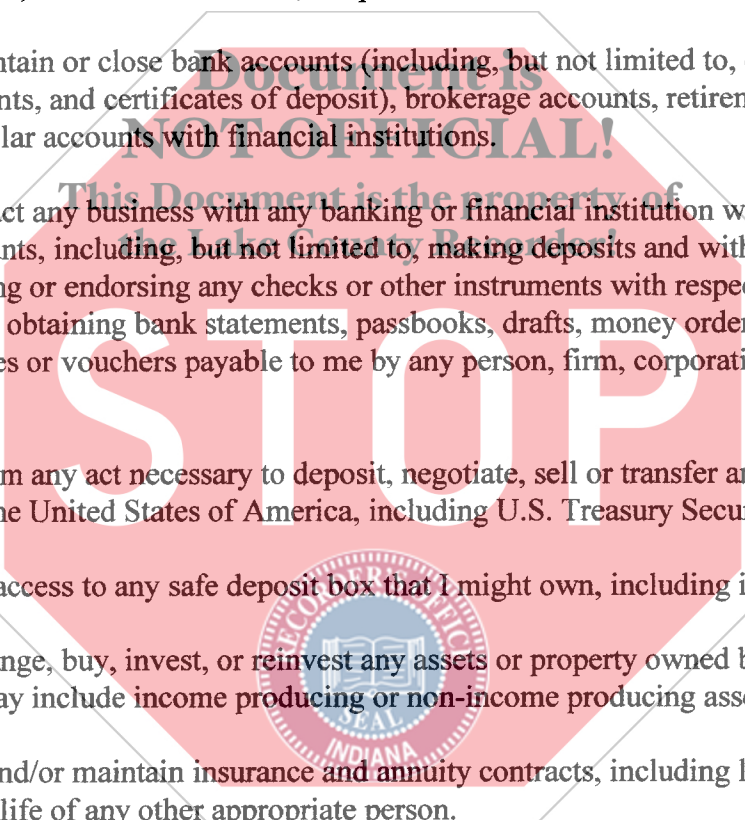 ntain or close bank accounts (including, but not limited to,
Document is
nts, and certificates of deposit), brokerage accounts, retiren
lar accounts with financial institutions.
NOT OFFICIAL!
This Document is the property of
ct any business with any banking or financial institution w
the Lake County Recorder!
nts, including, but not limited to, making deposits and with
ng or endorsing any checks or other instruments with respec
obtaining bank statements, passbooks, drafts, money order
es or vouchers payable to me by any person, firm, corporati
STOP
m any act necessary to deposit, negotiate, sell or transfer an
he United States of America, including U.S. Treasury Secu
access to any safe deposit box that I might own, including i
nge, buy, invest, or reinvest any assets or property owned b
ay include income producing or non-income producing asse
RECORDER'S OFFICE
SEAL
INDIANA
nd/or maintain insurance and annuity contracts, including l
life of any other appropriate person.